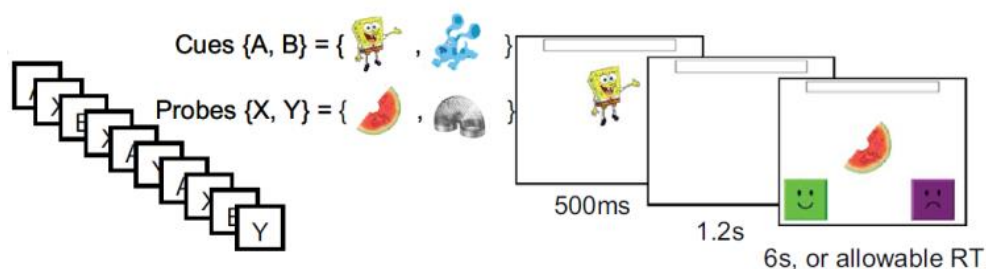 Cues {A, B} = { , }
Probes {X, Y} = { , }
A
X
B
X
A
Y
A
X
B
Y
500ms
1.2s
6s, or allowable RT